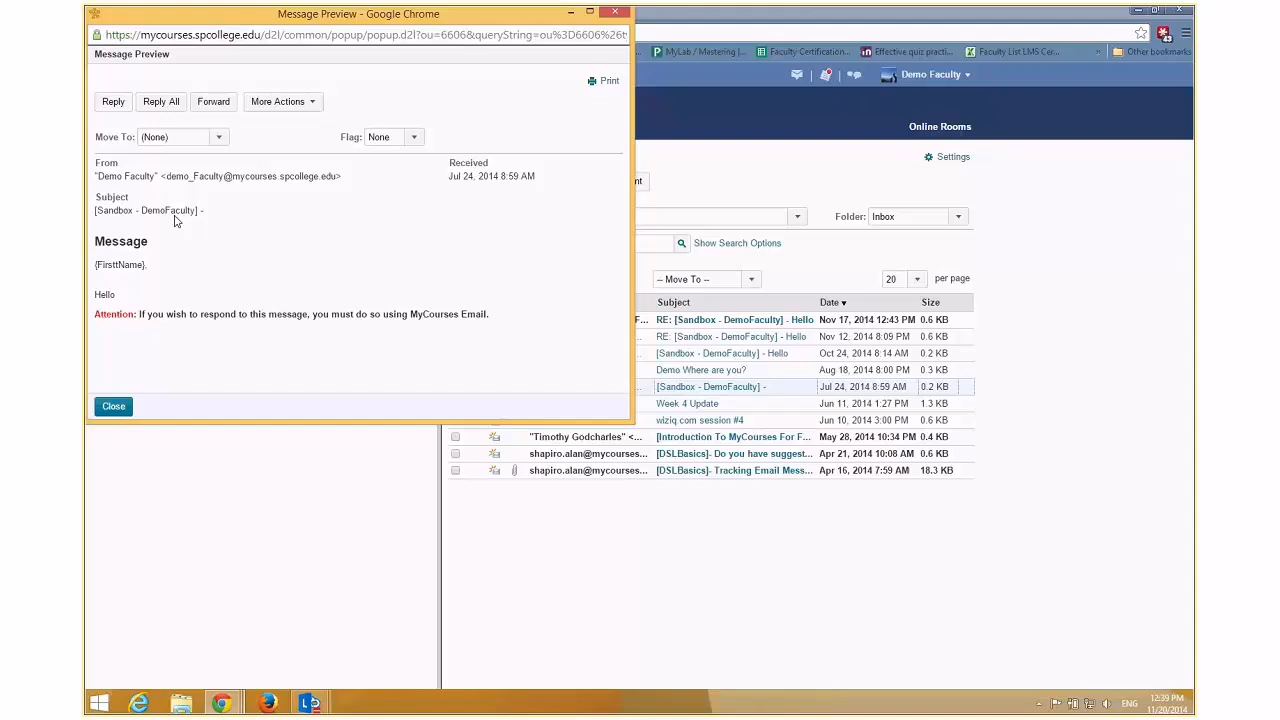 Message Preview - Google Chrome
https://mycourses.spcollege.edu/d2l/common/popup/popup.d2l?ou=6606&queryString=ou%3D6606%26t
Message Preview
Print
Reply Reply All Forward More Actions
Move To: (None) Flag: None
From
"Demo Faculty" <demo_Faculty@mycourses.spcollege.edu>
Received
Jul 24, 2014 8:59 AM
Subject
[Sandbox - DemoFaculty] -
Message
{FirsttName},
Hello
Attention: If you wish to respond to this message, you must do so using MyCourses Email.
Close
43
MyLab / Mastering |... Faculty Certification... Effective quiz practi... Faculty List LMS Cer... » Other bookmarks
Demo Faculty
Online Rooms
Settings
nt
Folder: Inbox
Show Search Options
-- Move To -- 20 per page
Subject Date ▼ Size
F... RE: [Sandbox - DemoFaculty] - Hello Nov 17, 2014 12:43 PM 0.6 KB
RE: [Sandbox - DemoFaculty] - Hello Nov 12, 2014 8:09 PM 0.6 KB
[Sandbox - DemoFaculty] - Hello Oct 24, 2014 8:14 AM 0.2 KB
Demo Where are you? Aug 18, 2014 8:00 PM 0.3 KB
[Sandbox - DemoFaculty] - Jul 24, 2014 8:59 AM 0.2 KB
Week 4 Update Jun 11, 2014 1:27 PM 1.3 KB
wiziq com session #4 Jun 10, 2014 3:00 PM 0.6 KB
"Timothy Godcharles" <... [Introduction To MyCourses For F... May 28, 2014 10:34 PM 0.4 KB
shapiro.alan@mycourses... [DSLBasics]- Do you have suggest... Apr 21, 2014 10:08 AM 0.6 KB
shapiro.alan@mycourses... [DSLBasics]- Tracking Email Mess... Apr 16, 2014 7:59 AM 18.3 KB
ENG
12:39 PM
11/20/2014